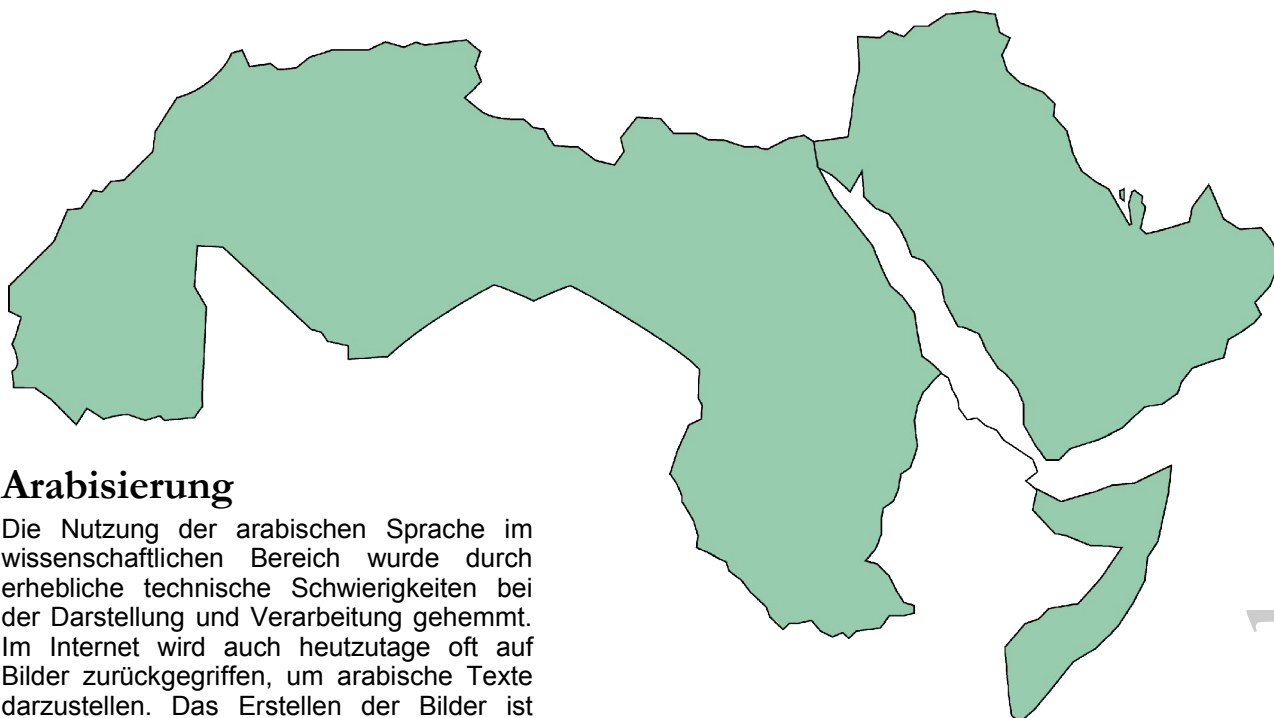 Arabisierung
Die Nutzung der arabischen Sprache im
wissenschaftlichen Bereich wurde durch
erhebliche technische Schwierigkeiten bei
der Darstellung und Verarbeitung gehemmt.
Im Internet wird auch heutzutage oft auf
Bilder zurückgegriffen, um arabische Texte
darzustellen. Das Erstellen der Bilder ist